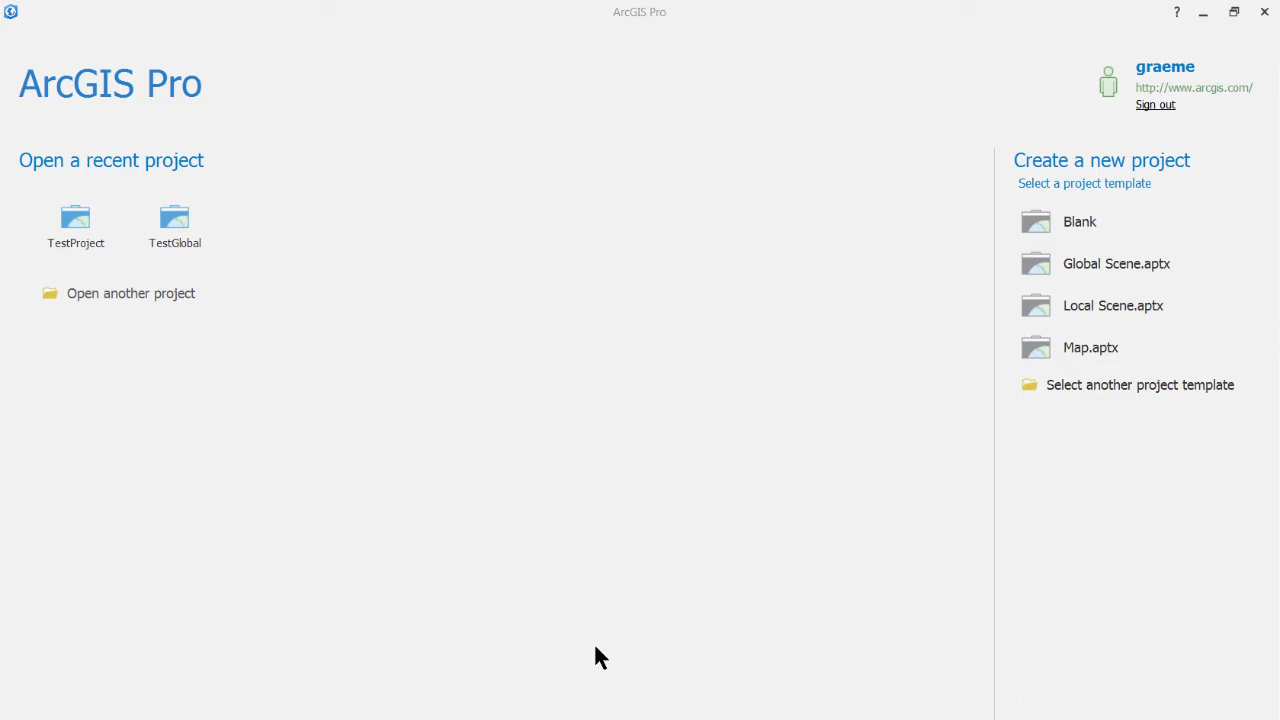 ArcGIS Pro
?
ArcGIS Pro
graeme
http://www.arcgis.com/
Sign out
Open a recent project
TestProject
TestGlobal
Open another project
Create a new project
Select a project template
Blank
Global Scene.aptx
Local Scene.aptx
Map.aptx
Select another project template